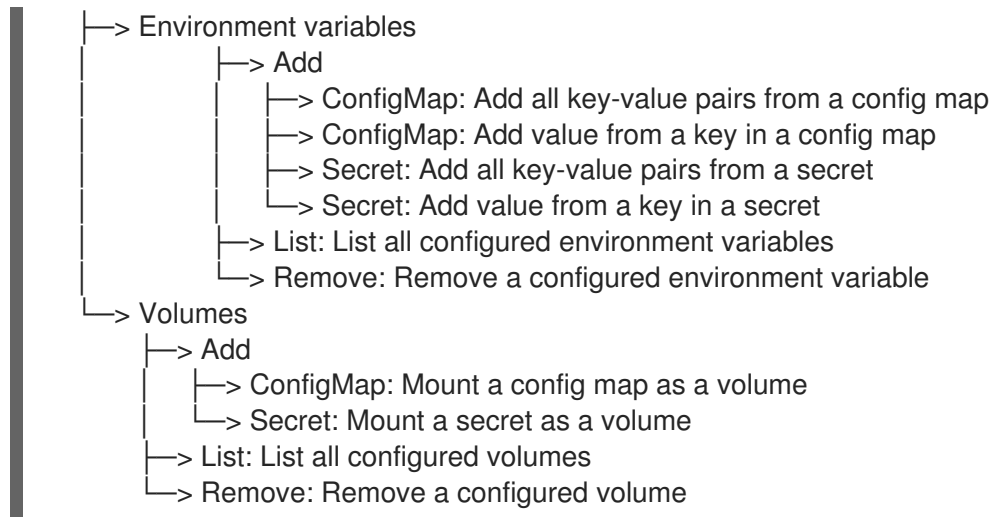 ├─> Environment variables
│ ├─> Add
│ │ ├─> ConfigMap: Add all key-value pairs from a config map
│ │ ├─> ConfigMap: Add value from a key in a config map
│ │ ├─> Secret: Add all key-value pairs from a secret
│ │ └─> Secret: Add value from a key in a secret
│ ├─> List: List all configured environment variables
│ └─> Remove: Remove a configured environment variable
└─> Volumes
├─> Add
│ ├─> ConfigMap: Mount a config map as a volume
│ └─> Secret: Mount a secret as a volume
├─> List: List all configured volumes
└─> Remove: Remove a configured volume